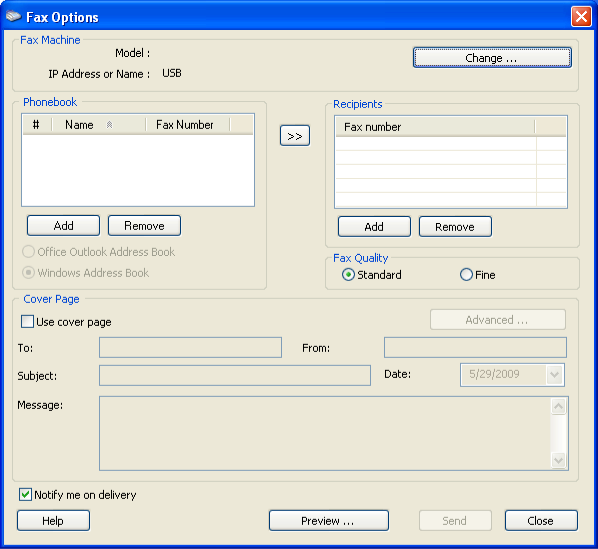 Fax Options
Fax Machine
Model :
Change ...
IP Address or Name : USB
Phonebook
Recipients
# Name Fax Number
Fax number
>>
Add Remove
Add Remove
Office Outlook Address Book
Windows Address Book
Fax Quality
Standard Fine
Cover Page
Use cover page
Advanced ...
To: From:
Subject: Date: 5/29/2009
Message:
Notify me on delivery
Help Preview ... Send Close